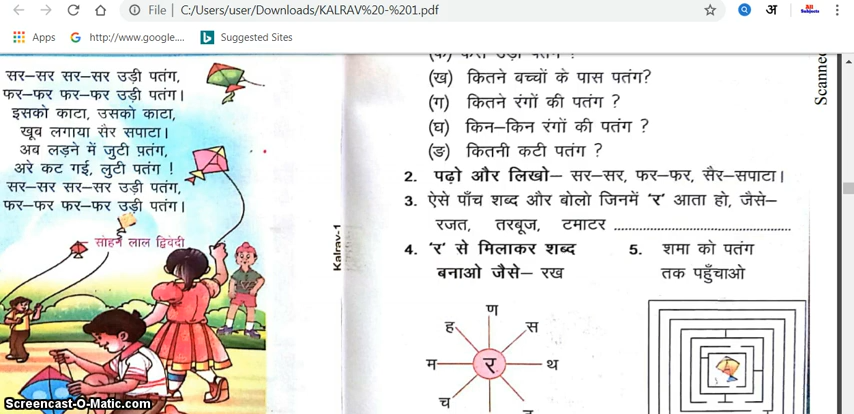 File | C:/Users/user/Downloads/KALRAV%20-%201.pdf
अ
All Subjects
Apps
http://www.google....
Suggested Sites
सर–सर सर–सर उड़ी पतंग,
फर–फर फर–फर उड़ी पतंग।
इसको काटा, उसको काटा,
खूब लगाया सैर सपाटा।
अब लड़ने में जुटी पतंग,
अरे कट गई, लुटी पतंग !
सर–सर सर–सर उड़ी पतंग,
फर–फर फर–फर उड़ी पतंग।
सोहन लाल द्विवेदी
Kalrav-1
(ख) कितने बच्चों के पास पतंग?
(ग) कितने रंगों की पतंग ?
(घ) किन–किन रंगों की पतंग ?
(ङ) कितनी कटी पतंग ?
2. पढ़ो और लिखो– सर–सर, फर–फर, सैर–सपाटा।
3. ऐसे पाँच शब्द और बोलो जिनमें ‘र’ आता हो, जैसे–
रजत, तरबूज, टमाटर
4. ‘र’ से मिलाकर शब्द
बनाओ जैसे– रख
5. शमा को पतंग
तक पहुँचाओ
ण
ह
स
म
र
थ
च
Scanned
Screencast-O-Matic.com